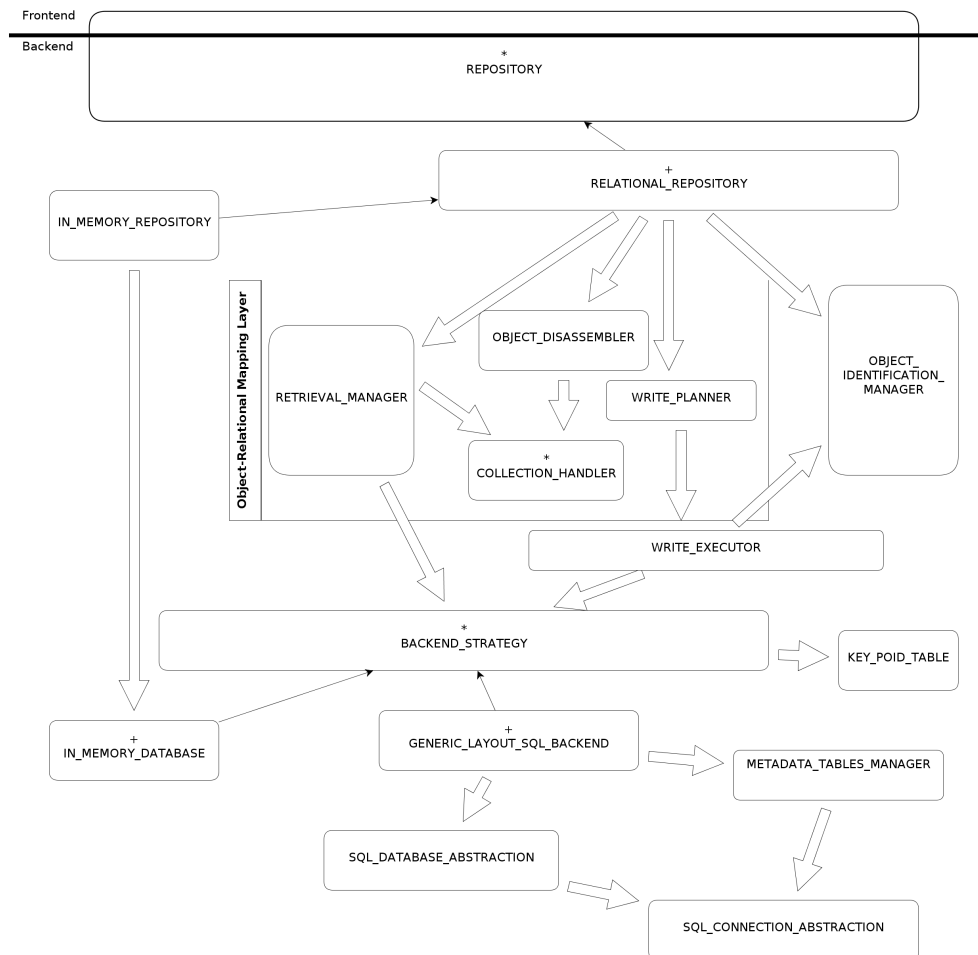 Frontend
Backend
*
REPOSITORY
+
RELATIONAL_REPOSITORY
IN_MEMORY_REPOSITORY
Object-Relational Mapping Layer
OBJECT_DISASSEMBLER
OBJECT_
IDENTIFICATION_
MANAGER
RETRIEVAL_MANAGER
WRITE_PLANNER
*
COLLECTION_HANDLER
WRITE_EXECUTOR
*
BACKEND_STRATEGY
KEY_POID_TABLE
+
IN_MEMORY_DATABASE
+
GENERIC_LAYOUT_SQL_BACKEND
METADATA_TABLES_MANAGER
SQL_DATABASE_ABSTRACTION
SQL_CONNECTION_ABSTRACTION